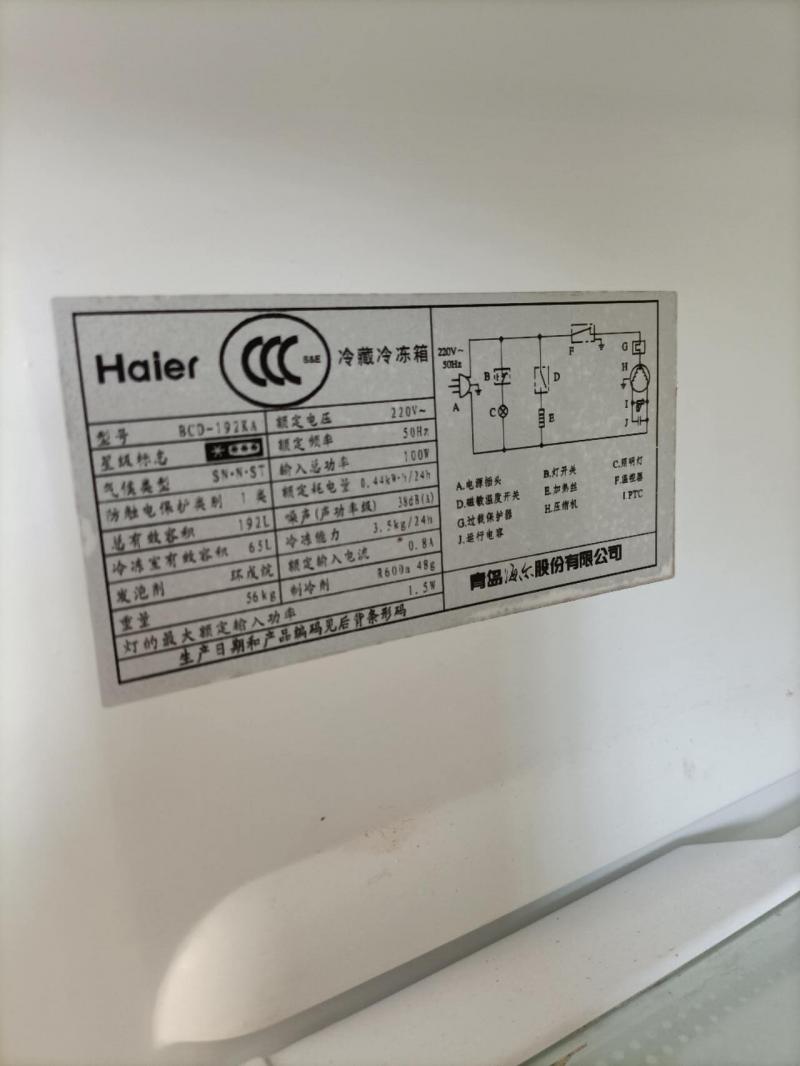 Haier
CCC S&E
冷藏冷冻箱
型号 BCD-192KA
额定电压 220V~
星级标志
额定频率 50Hz
气候类型 SN·N·ST
输入总功率 100W
防触电保护类别 1 类
额定耗电量 0.44kW·h/24h
总有效容积 192L
噪声(声功率级) 38dB(A)
冷冻室有效容积 65L
冷冻能力 3.5kg/24h
发泡剂 环戊烷
额定输入电流 0.8A
重量 56kg
制冷剂 R600a 48g
灯的最大额定输入功率 1.5W
生产日期和产品编码见后背条形码
220V~
50Hz
A
B
C
D
E
F
G
H
I
J
A.电源插头
B.灯开关
C.照明灯
D.磁敏温度开关
E.加热丝
F.温控器
G.过载保护器
H.压缩机
I.PTC
J.运行电容
青岛海尔股份有限公司